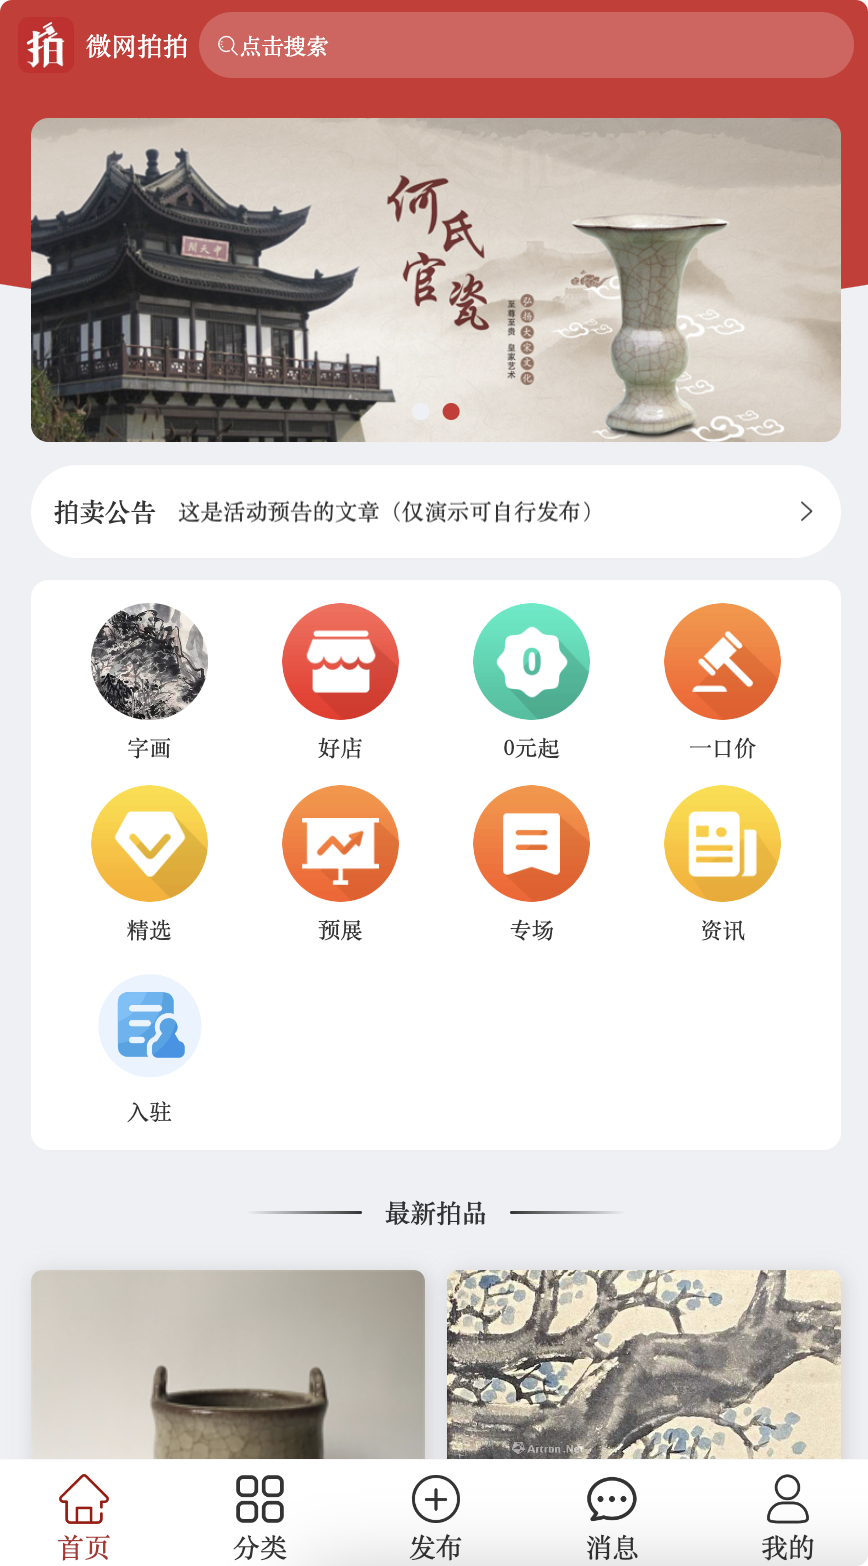 拍 微网拍拍 点击搜索
中天阁
何氏官瓷
弘扬大宋文化
至尊至贵 皇家艺术
拍卖公告 这是活动预告的文章（仅演示可自行发布）
字画 好店 0元起 一口价
精选 预展 专场 资讯
入驻
最新拍品
Artron.Net
首页 分类 发布 消息 我的